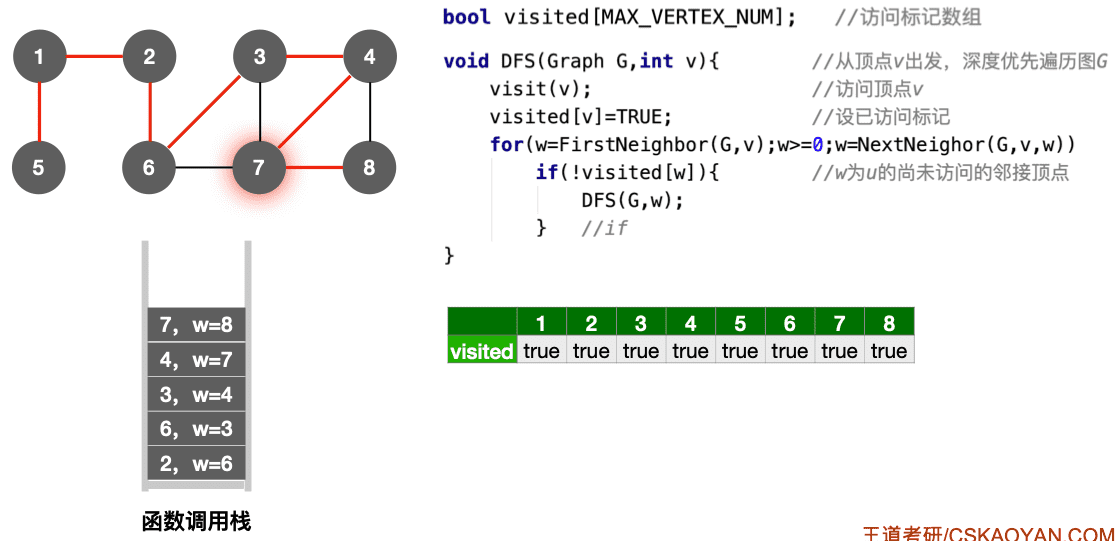 bool visited[MAX_VERTEX_NUM]; //访问标记数组
void DFS(Graph G,int v){ //从顶点v出发，深度优先遍历图G
visit(v); //访问顶点v
visited[v]=TRUE; //设已访问标记
for(w=FirstNeighbor(G,v);w>=0;w=NextNeighor(G,v,w))
if(!visited[w]){ //w为u的尚未访问的邻接顶点
DFS(G,w);
} //if
}
1 2 3 4
5 6 7 8
7，w=8
4，w=7
3，w=4
6，w=3
2，w=6
函数调用栈
1 2 3 4 5 6 7 8
visited true true true true true true true true
王道考研/CSKAOYAN.COM